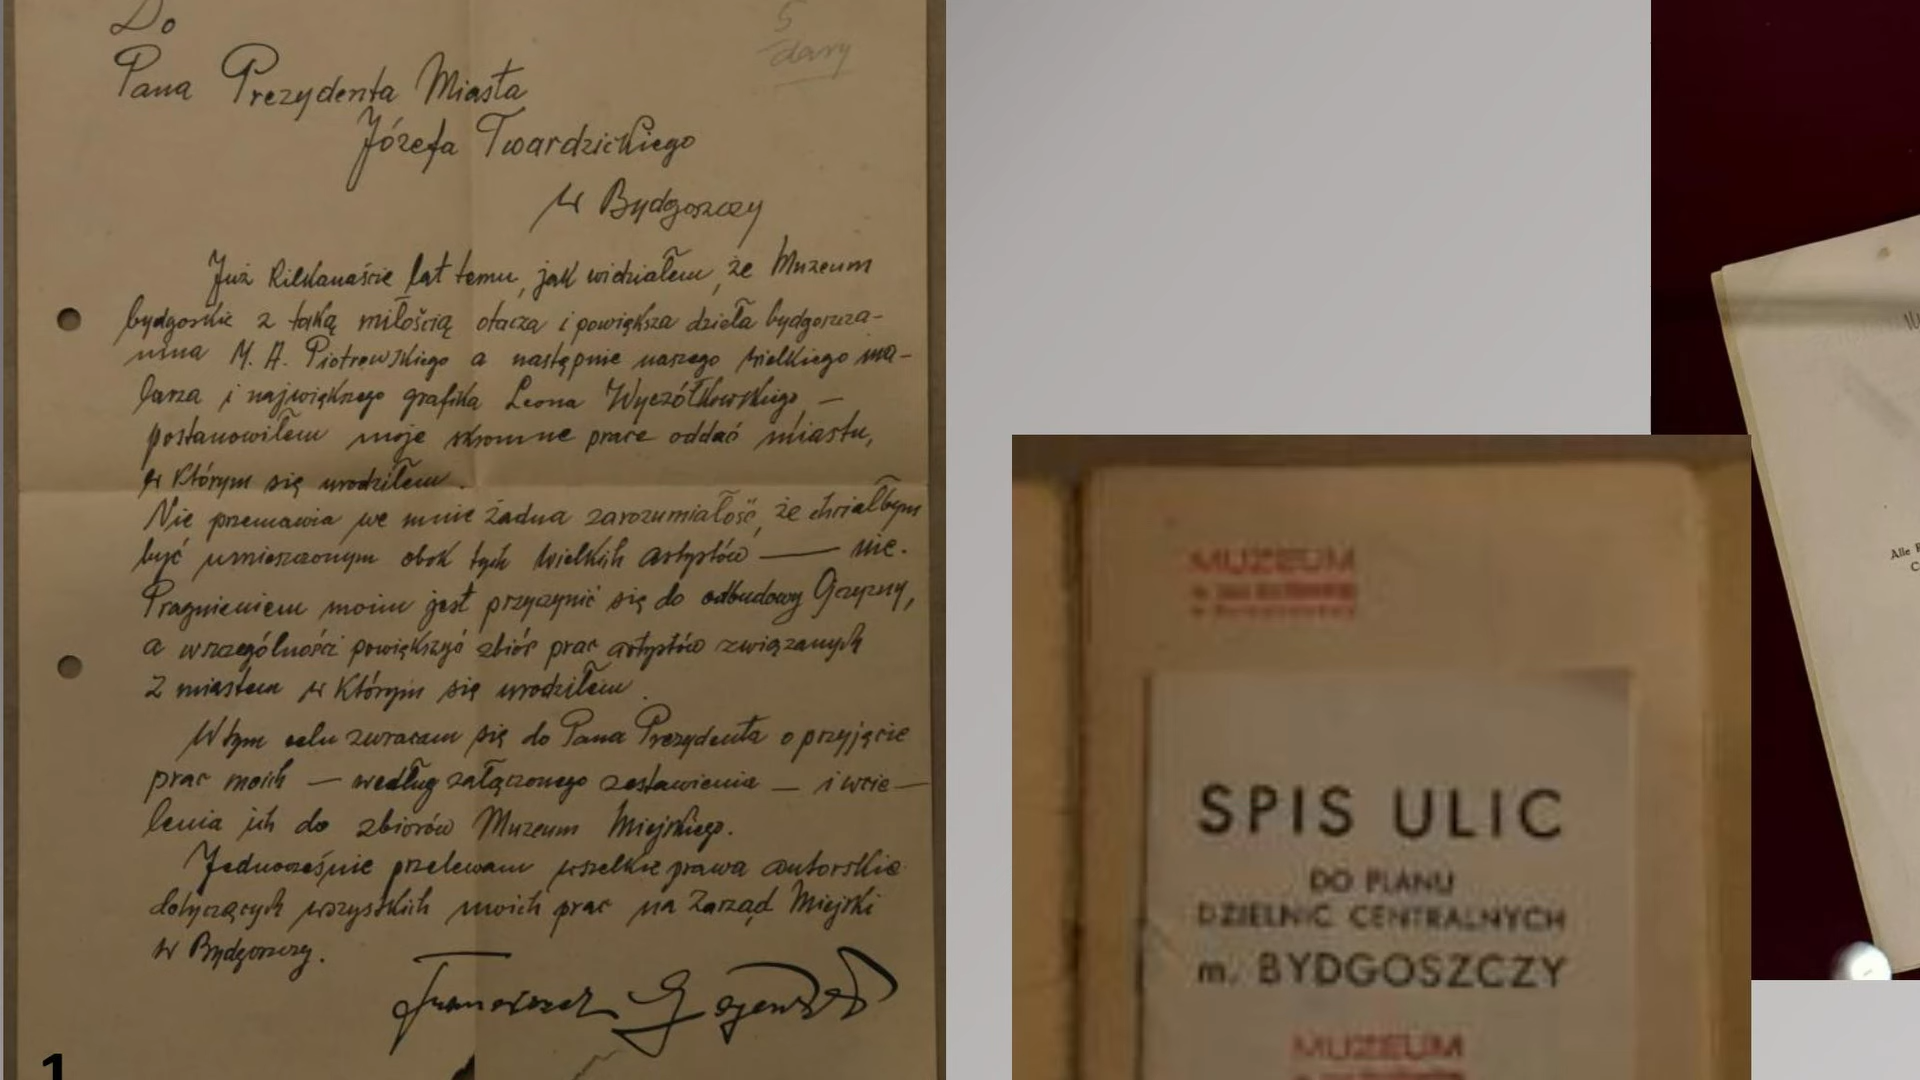 Do
Pana Prezydenta Miasta
Józefa Twardzickiego
w Bydgoszczy
5
dary
Już kilkanaście lat temu, jak widziałem, że Muzeum
bydgoskie z taką miłością otacza i powiększa dzieła bydgoszcza-
nina M. A. Piotrowskiego a następnie naszego wielkiego ma-
larza i największego grafika Leona Wyczółkowskiego —
postanowiłem moje skromne prace oddać miastu,
w którym się urodziłem.
Nie przemawia we mnie żadna zarozumiałość, że chciałbym
być umieszczonym obok tych wielkich artystów — nie.
Pragnieniem moim jest przyczynić się do odbudowy Ojczyzny,
a w szczególności powiększyć zbiór prac artystów związanych
z miastem w którym się urodziłem.
W tym celu zwracam się do Pana Prezydenta o przyjęcie
prac moich — według załączonego zestawienia — i wcie-
lenia ich do zbiorów Muzeum Miejskiego.
Jednocześnie przelewam wszelkie prawa autorskie
dotyczących wszystkich moich prac na Zarząd Miejski
w Bydgoszczy.
Franciszek Gajewski
1
MUZEUM
SPIS ULIC
DO PLANU
DZIELNIC CENTRALNYCH
m. BYDGOSZCZY
MUZEUM
Alle